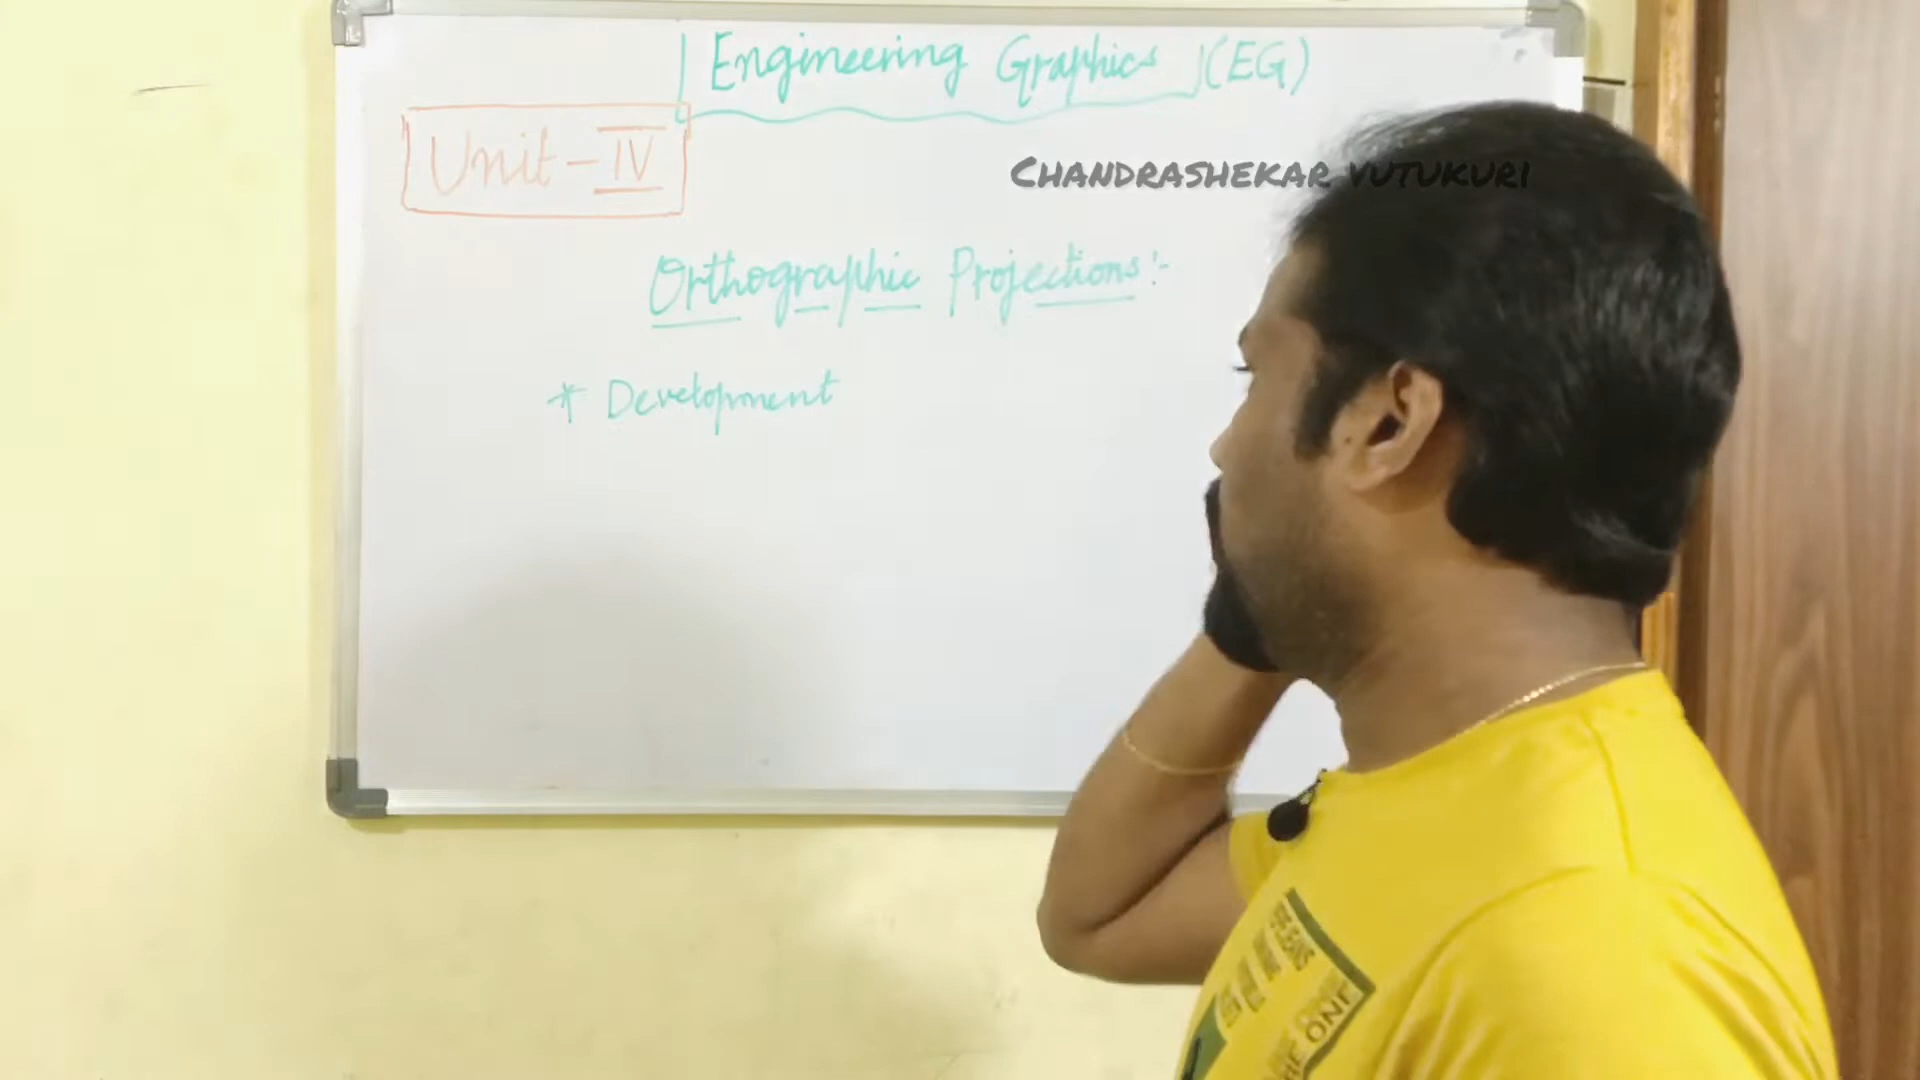 Engineering Graphics (EG)
Unit - IV
CHANDRASHEKAR VUTUKURI
Orthographic Projections:-
* Development